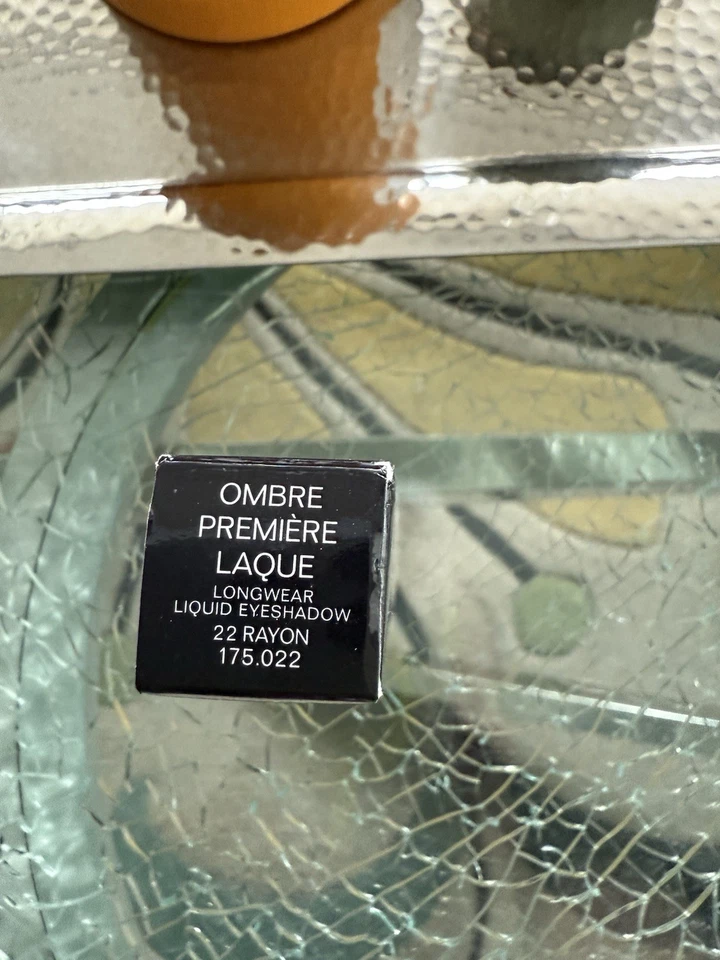 OMBRE
PREMIÈRE
LAQUE
LONGWEAR
LIQUID EYESHADOW
22 RAYON
175.022